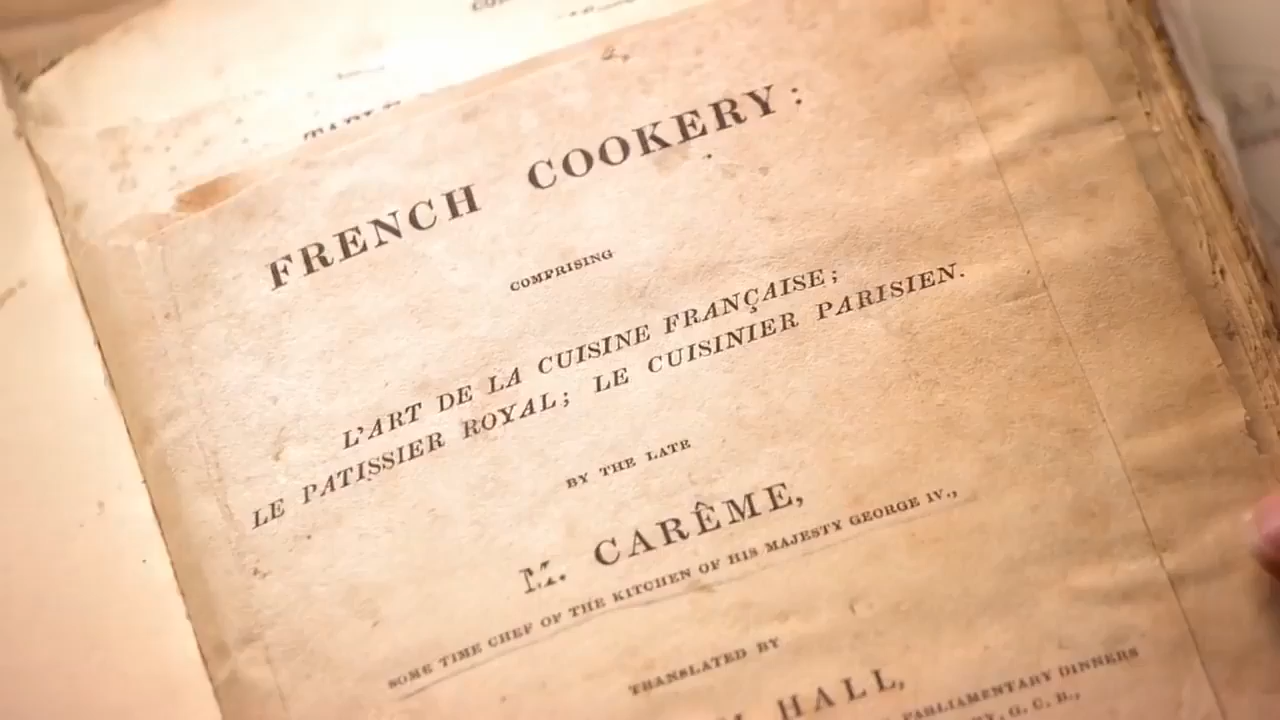 FRENCH COOKERY;
COMPRISING
L'ART DE LA CUISINE FRANÇAISE;
LE PATISSIER ROYAL; LE CUISINIER PARISIEN.
BY THE LATE
M. CARÊME,
SOME TIME CHEF OF THE KITCHEN OF HIS MAJESTY GEORGE IV.,
TRANSLATED BY
HALL,
PARLIAMENTARY DINNERS
G. C. B.,